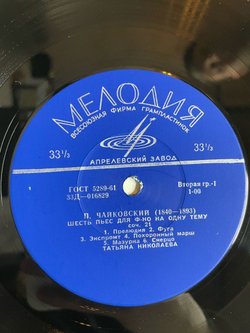 МЕЛОДИЯ
ВСЕСОЮЗНАЯ ФИРМА ГРАМПЛАСТИНОК
33⅓ 33⅓
АПРЕЛЕВСКИЙ ЗАВОД
ГОСТ 5289-61 Вторая гр.-1
33Д—016829 1-00
П. ЧАЙКОВСКИЙ (1840—1893)
ШЕСТЬ ПЬЕС ДЛЯ Ф-НО НА ОДНУ ТЕМУ
соч. 21
1. Прелюдия 2. Фуга
3. Экспромт 4. Похоронный марш
5. Мазурка 6. Скерцо
ТАТЬЯНА НИКОЛАЕВА